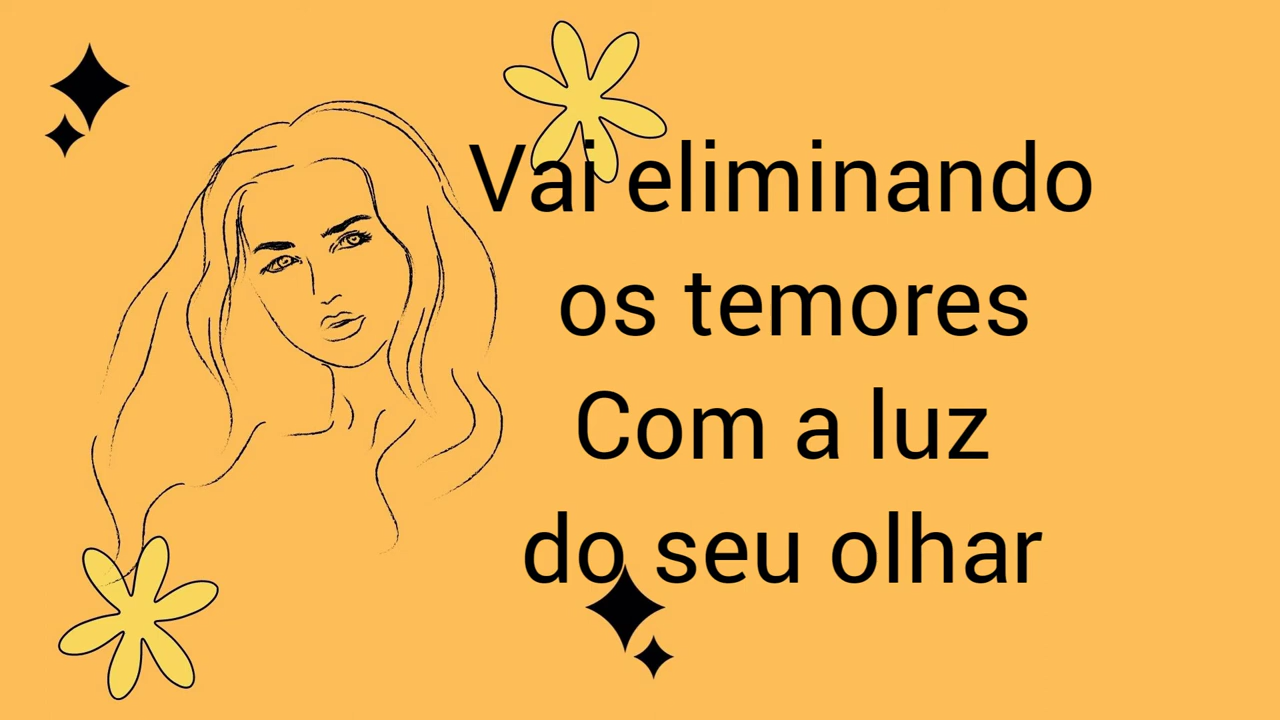 Vai eliminando
os temores
Com a luz
do seu olhar